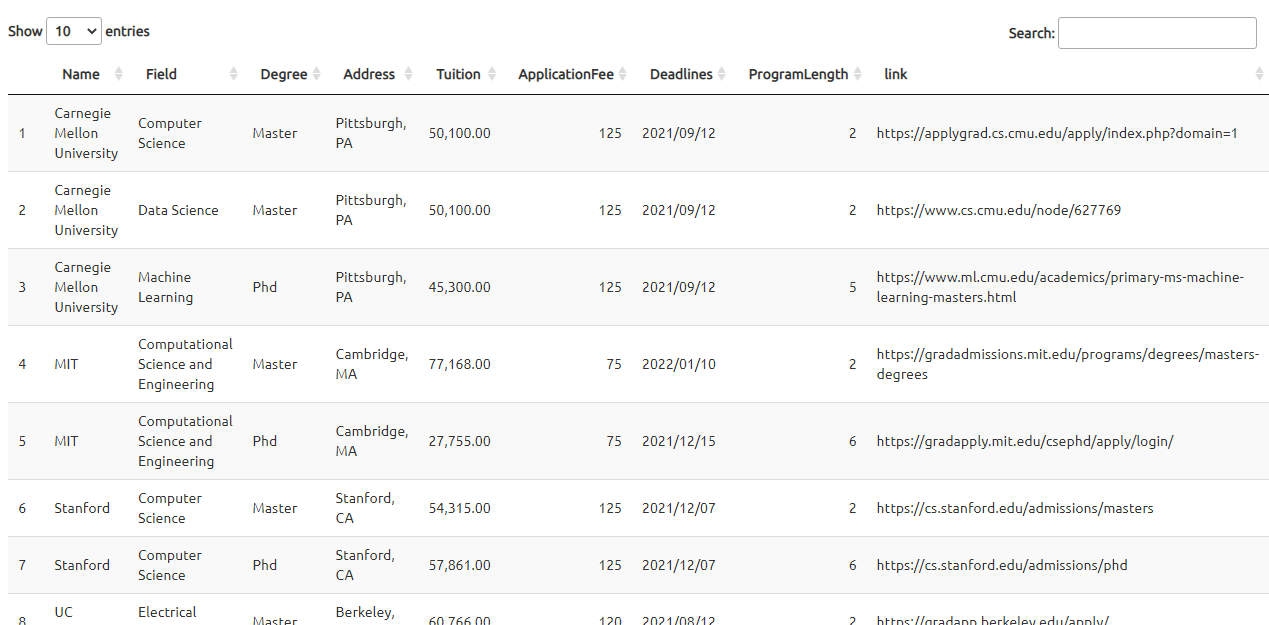 Show 10 entries
Search:
Name Field Degree Address Tuition ApplicationFee Deadlines ProgramLength link
1 Carnegie Mellon University Computer Science Master Pittsburgh, PA 50,100.00 125 2021/09/12 2 https://applygrad.cs.cmu.edu/apply/index.php?domain=1
2 Carnegie Mellon University Data Science Master Pittsburgh, PA 50,100.00 125 2021/09/12 2 https://www.cs.cmu.edu/node/627769
3 Carnegie Mellon University Machine Learning Phd Pittsburgh, PA 45,300.00 125 2021/09/12 5 https://www.ml.cmu.edu/academics/primary-ms-machine-learning-masters.html
4 MIT Computational Science and Engineering Master Cambridge, MA 77,168.00 75 2022/01/10 2 https://gradadmissions.mit.edu/programs/degrees/masters-degrees
5 MIT Computational Science and Engineering Phd Cambridge, MA 27,755.00 75 2021/12/15 6 https://gradapply.mit.edu/csephd/apply/login/
6 Stanford Computer Science Master Stanford, CA 54,315.00 125 2021/12/07 2 https://cs.stanford.edu/admissions/masters
7 Stanford Computer Science Phd Stanford, CA 57,861.00 125 2021/12/07 6 https://cs.stanford.edu/admissions/phd
8 UC Electrical Master Berkeley, 60,766.00 120 2021/08/12 2 https://gradapp.berkeley.edu/apply/